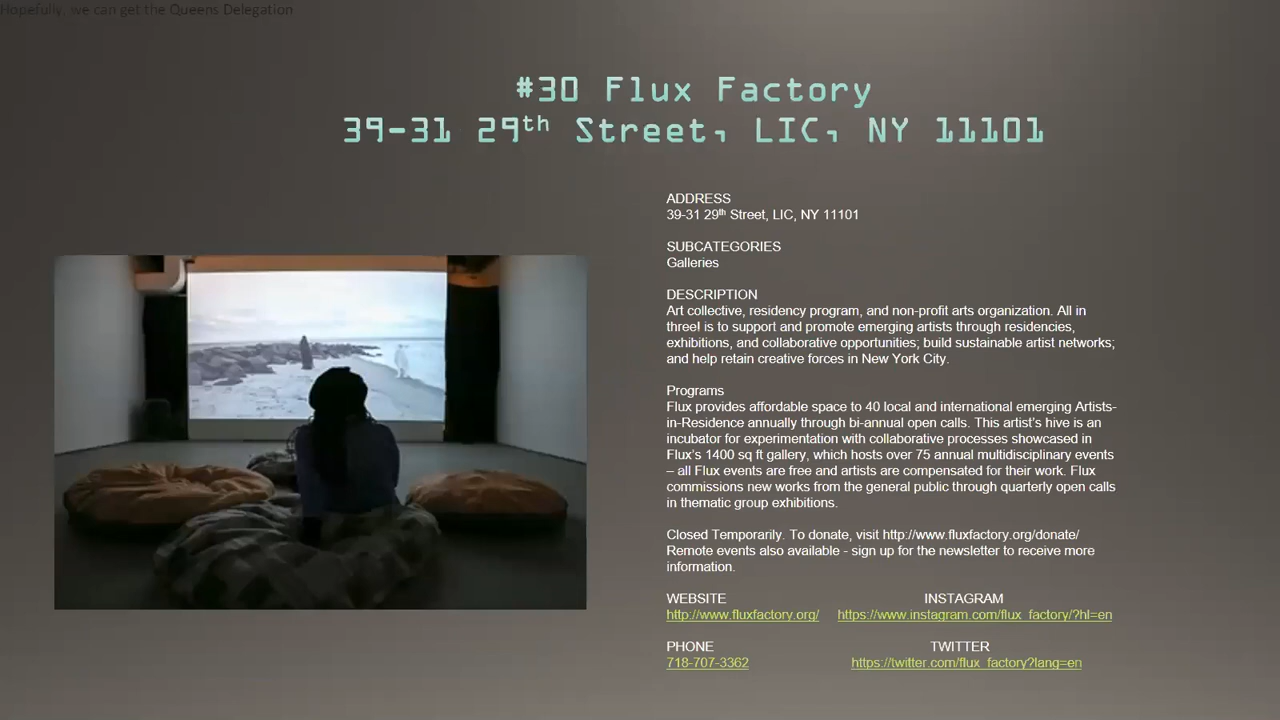 Hopefully, we can get the Queens Delegation
#30 Flux Factory
39-31 29th Street, LIC, NY 11101
ADDRESS
39-31 29th Street, LIC, NY 11101
SUBCATEGORIES
Galleries
DESCRIPTION
Art collective, residency program, and non-profit arts organization. All in
threeI is to support and promote emerging artists through residencies,
exhibitions, and collaborative opportunities; build sustainable artist networks;
and help retain creative forces in New York City.
Programs
Flux provides affordable space to 40 local and international emerging Artists-
in-Residence annually through bi-annual open calls. This artist's hive is an
incubator for experimentation with collaborative processes showcased in
Flux's 1400 sq ft gallery, which hosts over 75 annual multidisciplinary events
– all Flux events are free and artists are compensated for their work. Flux
commissions new works from the general public through quarterly open calls
in thematic group exhibitions.
Closed Temporarily. To donate, visit http://www.fluxfactory.org/donate/
Remote events also available - sign up for the newsletter to receive more
information.
WEBSITE INSTAGRAM
http://www.fluxfactory.org/ https://www.instagram.com/flux_factory/?hl=en
PHONE TWITTER
718-707-3362 https://twitter.com/flux_factory?lang=en